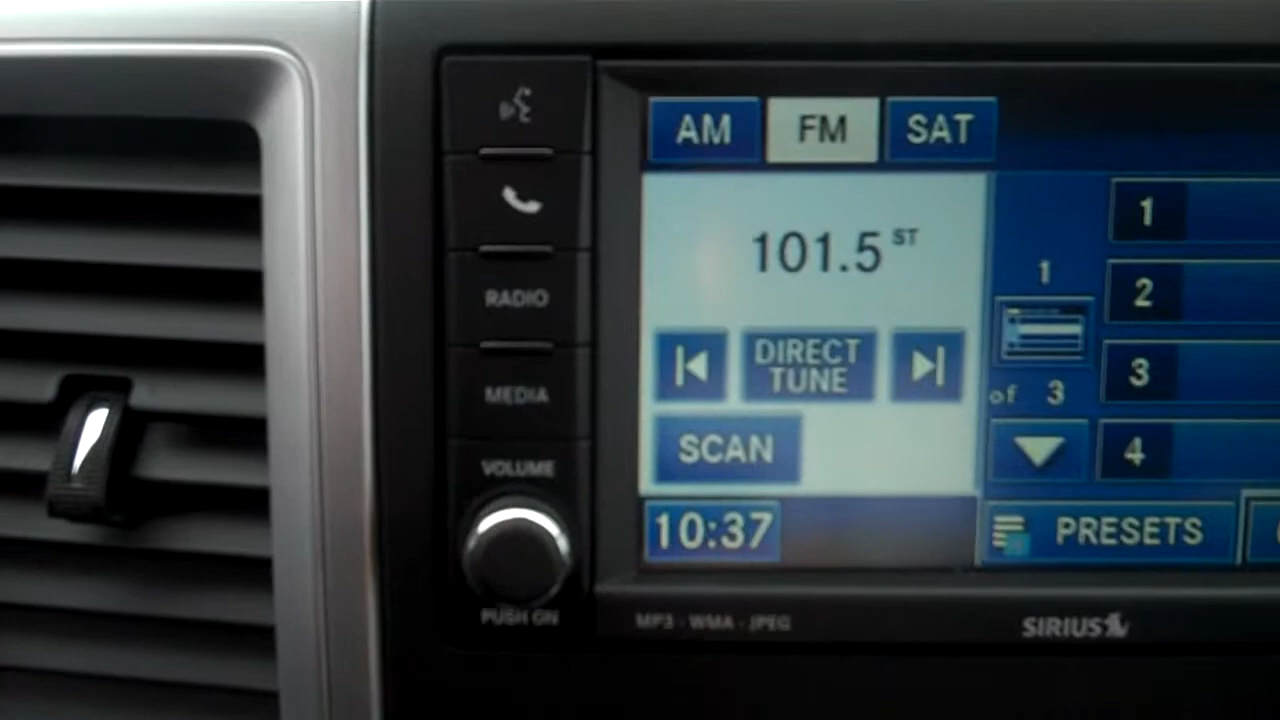 AM FM SAT
101.5 ST
1
2
3
4
1
of 3
DIRECT
TUNE
SCAN
10:37
PRESETS
RADIO
MEDIA
VOLUME
PUSH ON
MP3 - WMA - JPEG
SIRIUS